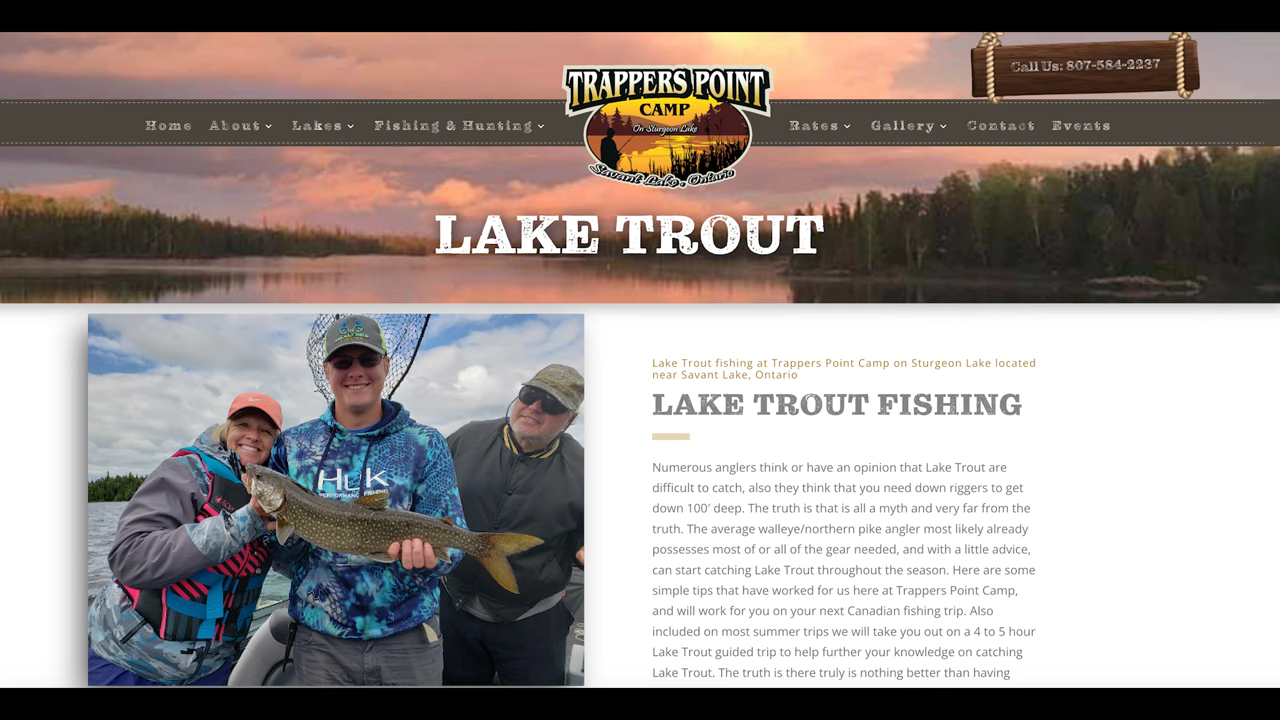 Call Us: 807-584-2237
TRAPPERS POINT
CAMP
On Sturgeon Lake
Savant Lake, Ontario
Home About Lakes Fishing & Hunting Rates Gallery Contact Events
LAKE TROUT
HUK
PERFORMANCE FISHING
Lake Trout fishing at Trappers Point Camp on Sturgeon Lake located
near Savant Lake, Ontario
LAKE TROUT FISHING
Numerous anglers think or have an opinion that Lake Trout are
difficult to catch, also they think that you need down riggers to get
down 100′ deep. The truth is that is all a myth and very far from the
truth. The average walleye/northern pike angler most likely already
possesses most of or all of the gear needed, and with a little advice,
can start catching Lake Trout throughout the season. Here are some
simple tips that have worked for us here at Trappers Point Camp,
and will work for you on your next Canadian fishing trip. Also
included on most summer trips we will take you out on a 4 to 5 hour
Lake Trout guided trip to help further your knowledge on catching
Lake Trout. The truth is there truly is nothing better than having